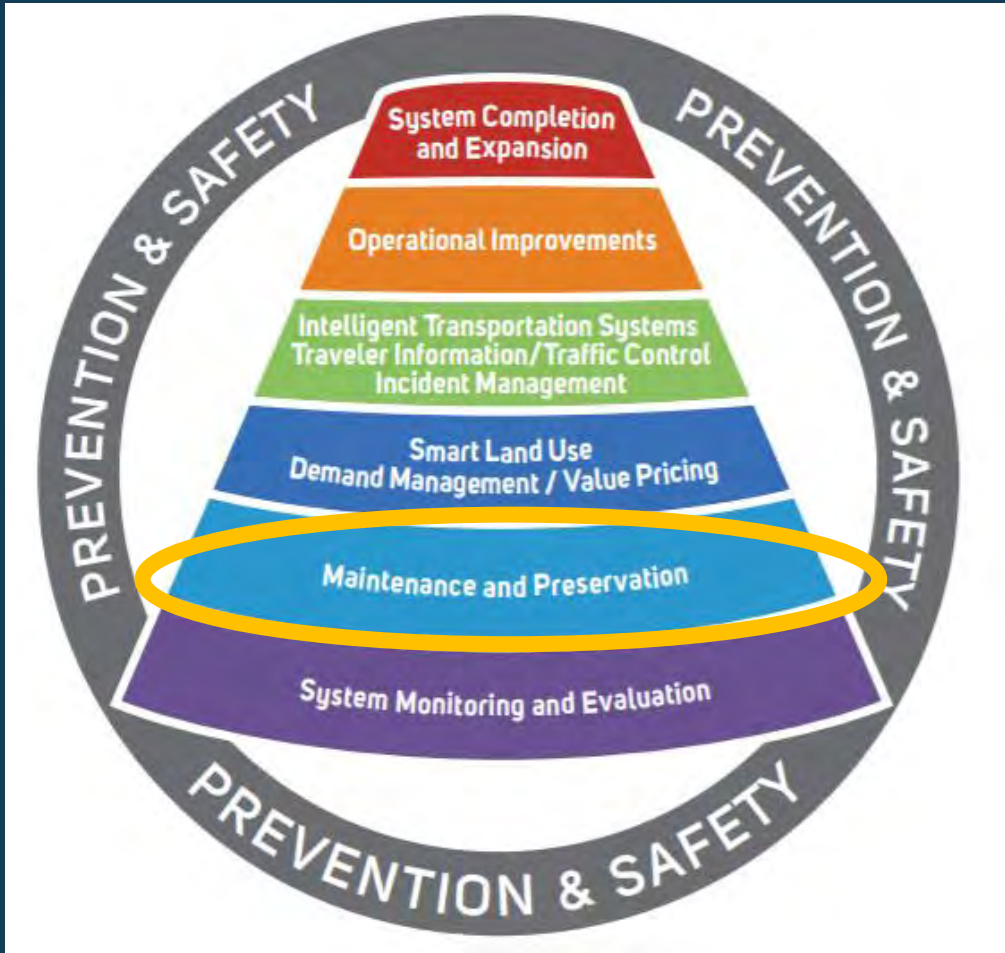 PREVENTION & SAFETY
PREVENTION & SAFETY
System Completion
and Expansion
Operational Improvements
Intelligent Transportation Systems
Traveler Information/Traffic Control
Incident Management
Smart Land Use
Demand Management / Value Pricing
Maintenance and Preservation
System Monitoring and Evaluation
PREVENTION & SAFETY